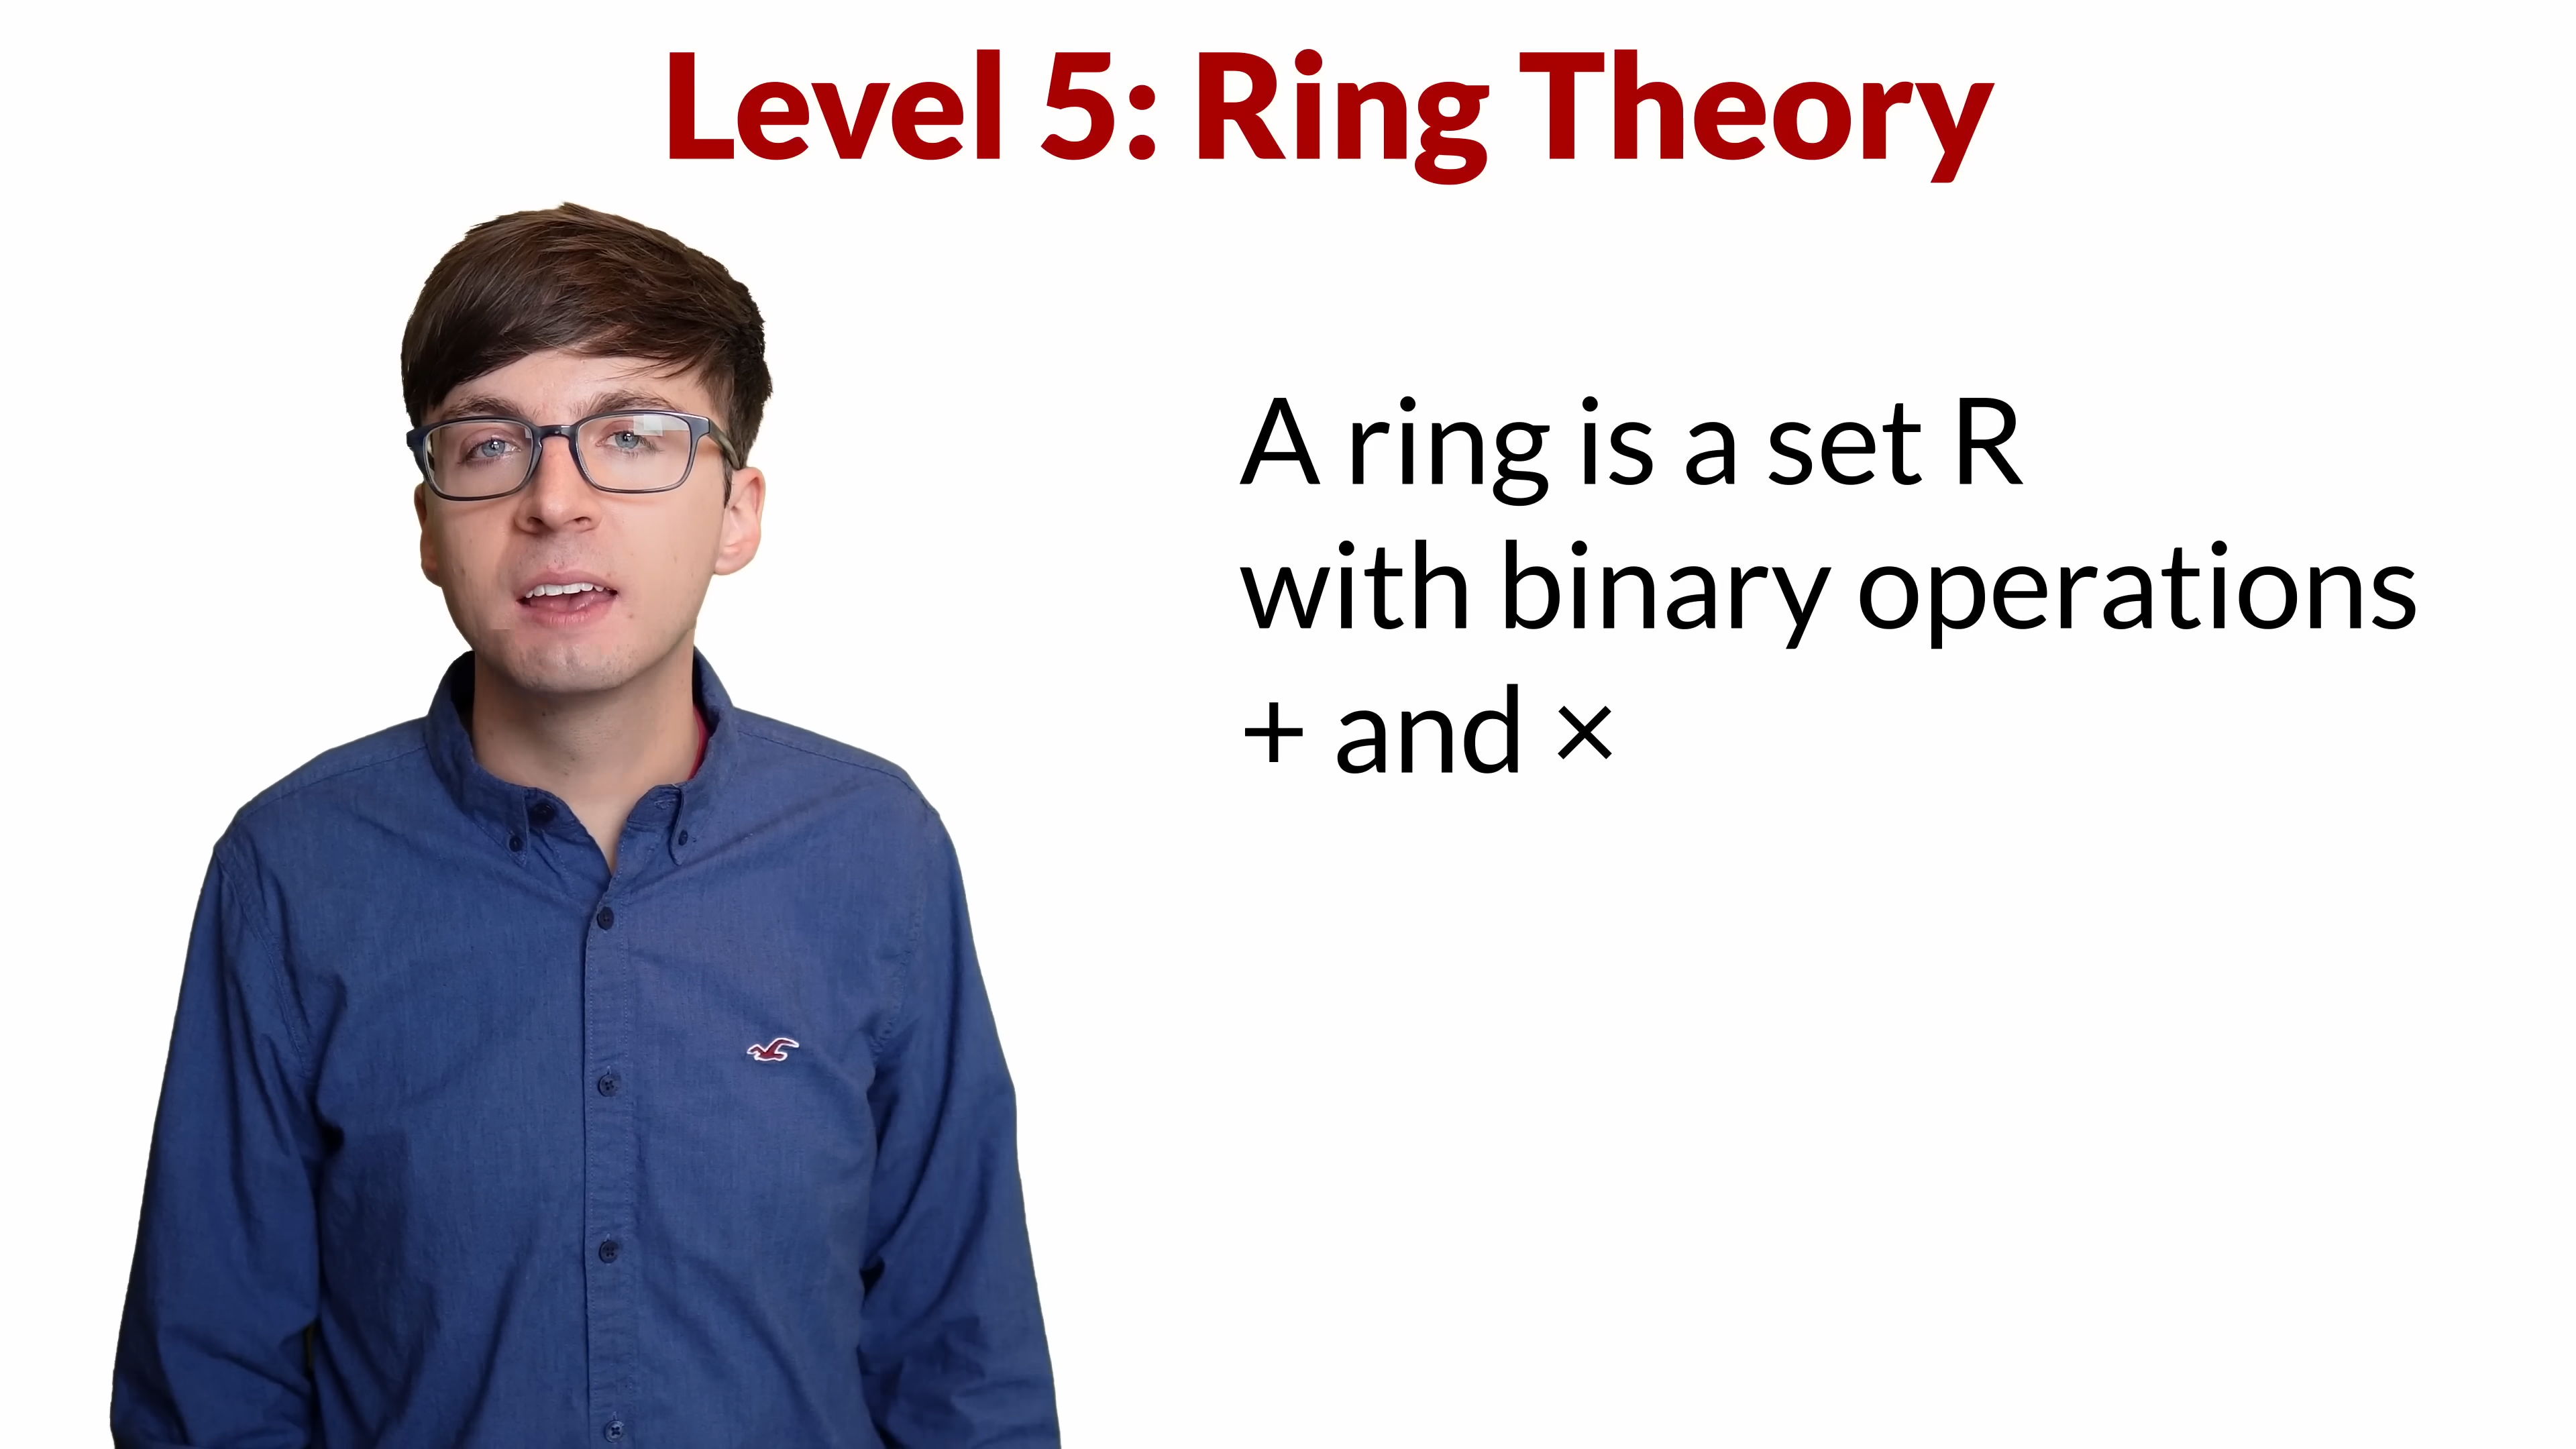 Level 5: Ring Theory
A ring is a set R
with binary operations
+ and ×